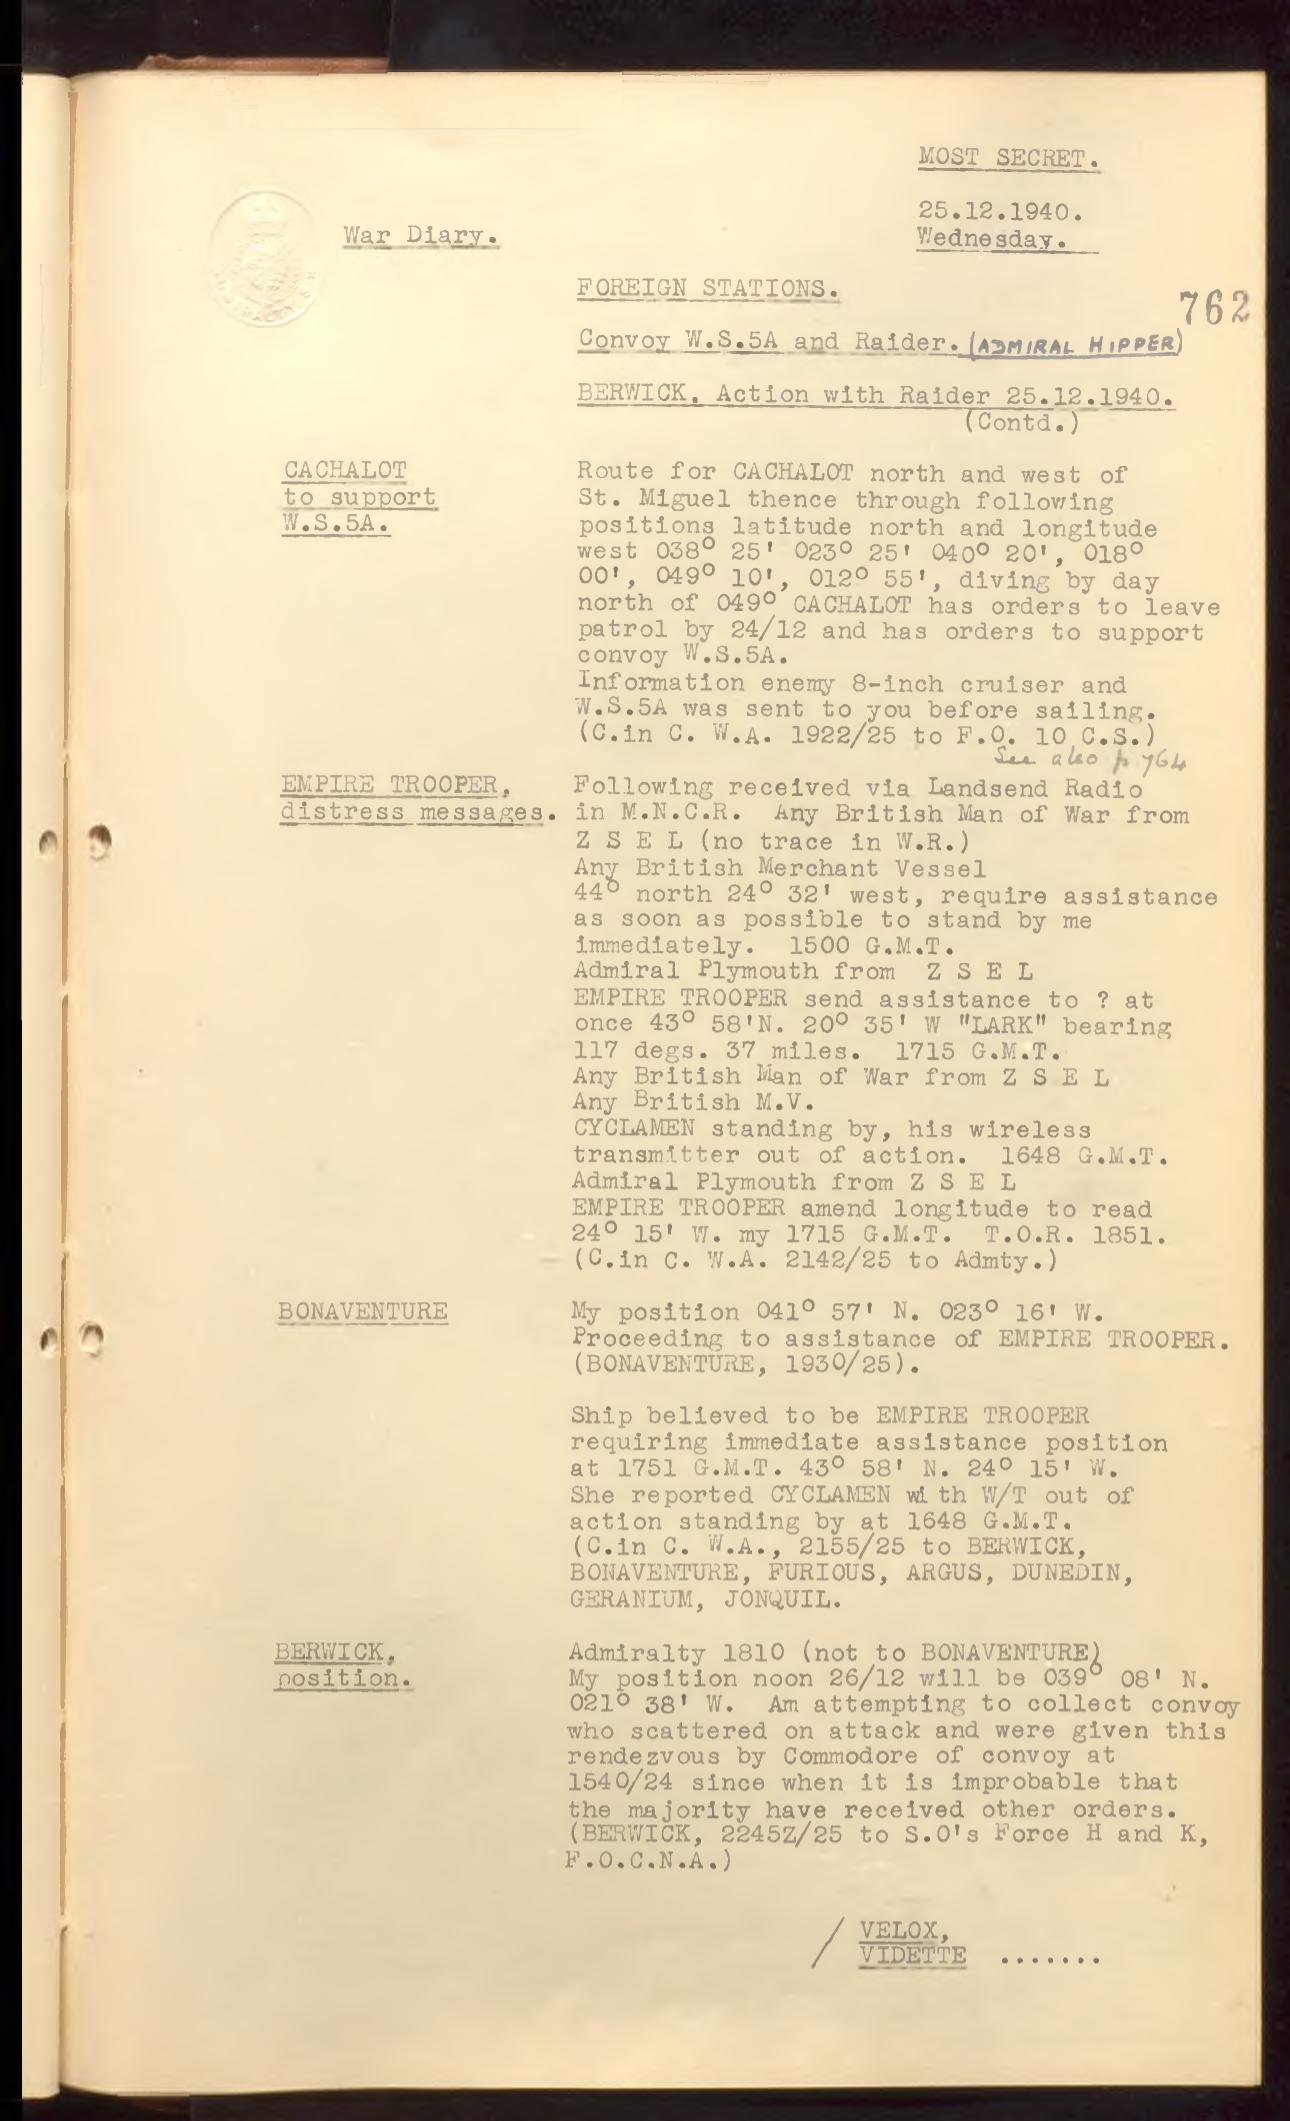 MOST SECRET.
25.12.1940.
War Diary.
Wednesday.
FOREIGN STATIONS.
762
Convoy W.S.5A and Raider. (ADMIRAL HIPPER)
BERWICK, Action with Raider 25.12.1940.
(Contd.)
CACHALOT
to support
W.S.5A.
Route for CACHALOT north and west of
St. Miguel thence through following
positions latitude north and longitude
west 038° 25' 023° 25' 040° 20', 018°
00', 049° 10', 012° 55', diving by day
north of 049° CACHALOT has orders to leave
patrol by 24/12 and has orders to support
convoy W.S.5A.
Information enemy 8-inch cruiser and
W.S.5A was sent to you before sailing.
(C.in C. W.A. 1922/25 to F.O. 10 C.S.)
See also p 764
EMPIRE TROOPER,
distress messages.
Following received via Landsend Radio
in M.N.C.R. Any British Man of War from
Z S E L (no trace in W.R.)
Any British Merchant Vessel
44° north 24° 32' west, require assistance
as soon as possible to stand by me
immediately. 1500 G.M.T.
Admiral Plymouth from Z S E L
EMPIRE TROOPER send assistance to ? at
once 43° 58'N. 20° 35' W "LARK" bearing
117 degs. 37 miles. 1715 G.M.T.
Any British Man of War from Z S E L
Any British M.V.
CYCLAMEN standing by, his wireless
transmitter out of action. 1648 G.M.T.
Admiral Plymouth from Z S E L
EMPIRE TROOPER amend longitude to read
24° 15' W. my 1715 G.M.T. T.O.R. 1851.
(C.in C. W.A. 2142/25 to Admty.)
BONAVENTURE
My position 041° 57' N. 023° 16' W.
Proceeding to assistance of EMPIRE TROOPER.
(BONAVENTURE, 1930/25).
Ship believed to be EMPIRE TROOPER
requiring immediate assistance position
at 1751 G.M.T. 43° 58' N. 24° 15' W.
She reported CYCLAMEN with W/T out of
action standing by at 1648 G.M.T.
(C.in C. W.A., 2155/25 to BERWICK,
BONAVENTURE, FURIOUS, ARGUS, DUNEDIN,
GERANIUM, JONQUIL.
BERWICK,
position.
Admiralty 1810 (not to BONAVENTURE)
My position noon 26/12 will be 039° 08' N.
021° 38' W. Am attempting to collect convoy
who scattered on attack and were given this
rendezvous by Commodore of convoy at
1540/24 since when it is improbable that
the majority have received other orders.
(BERWICK, 2245Z/25 to S.O's Force H and K,
F.O.C.N.A.)
/ VELOX,
VIDETTE .......